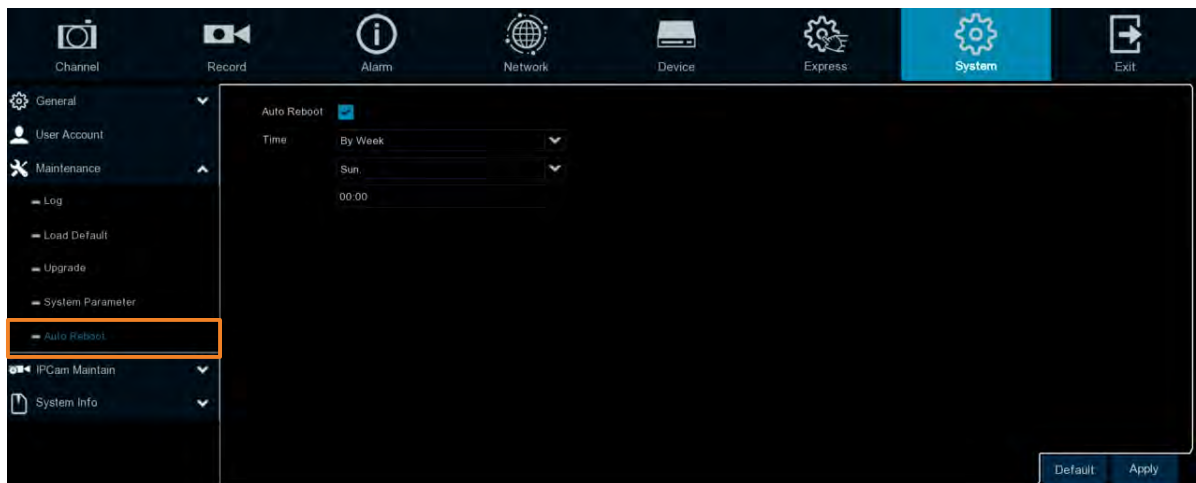 Channel Record Alarm Network Device Express System Exit
General
User Account
Maintenance
Log
Load Default
Upgrade
System Parameter
Auto Reboot
IPCam Maintain
System Info
Auto Reboot
Time By Week
Sun.
00:00
Default Apply